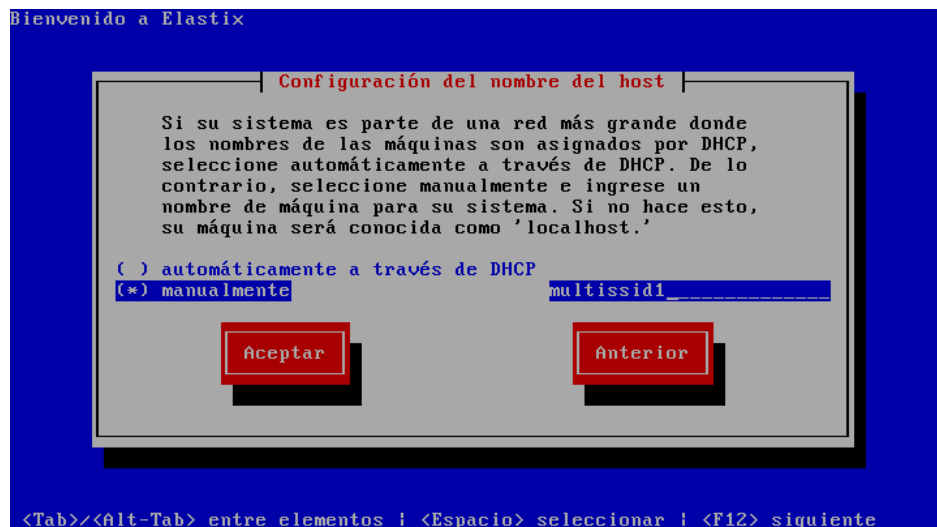 Bienvenido a Elastix
Configuración del nombre del host
Si su sistema es parte de una red más grande donde
los nombres de las máquinas son asignados por DHCP,
seleccione automáticamente a través de DHCP. De lo
contrario, seleccione manualmente e ingrese un
nombre de máquina para su sistema. Si no hace esto,
su máquina será conocida como 'localhost.'
( ) automáticamente a través de DHCP
(*) manualmente multissid1______________
Aceptar Anterior
<Tab>/<Alt-Tab> entre elementos ¦ <Espacio> seleccionar ¦ <F12> siguiente